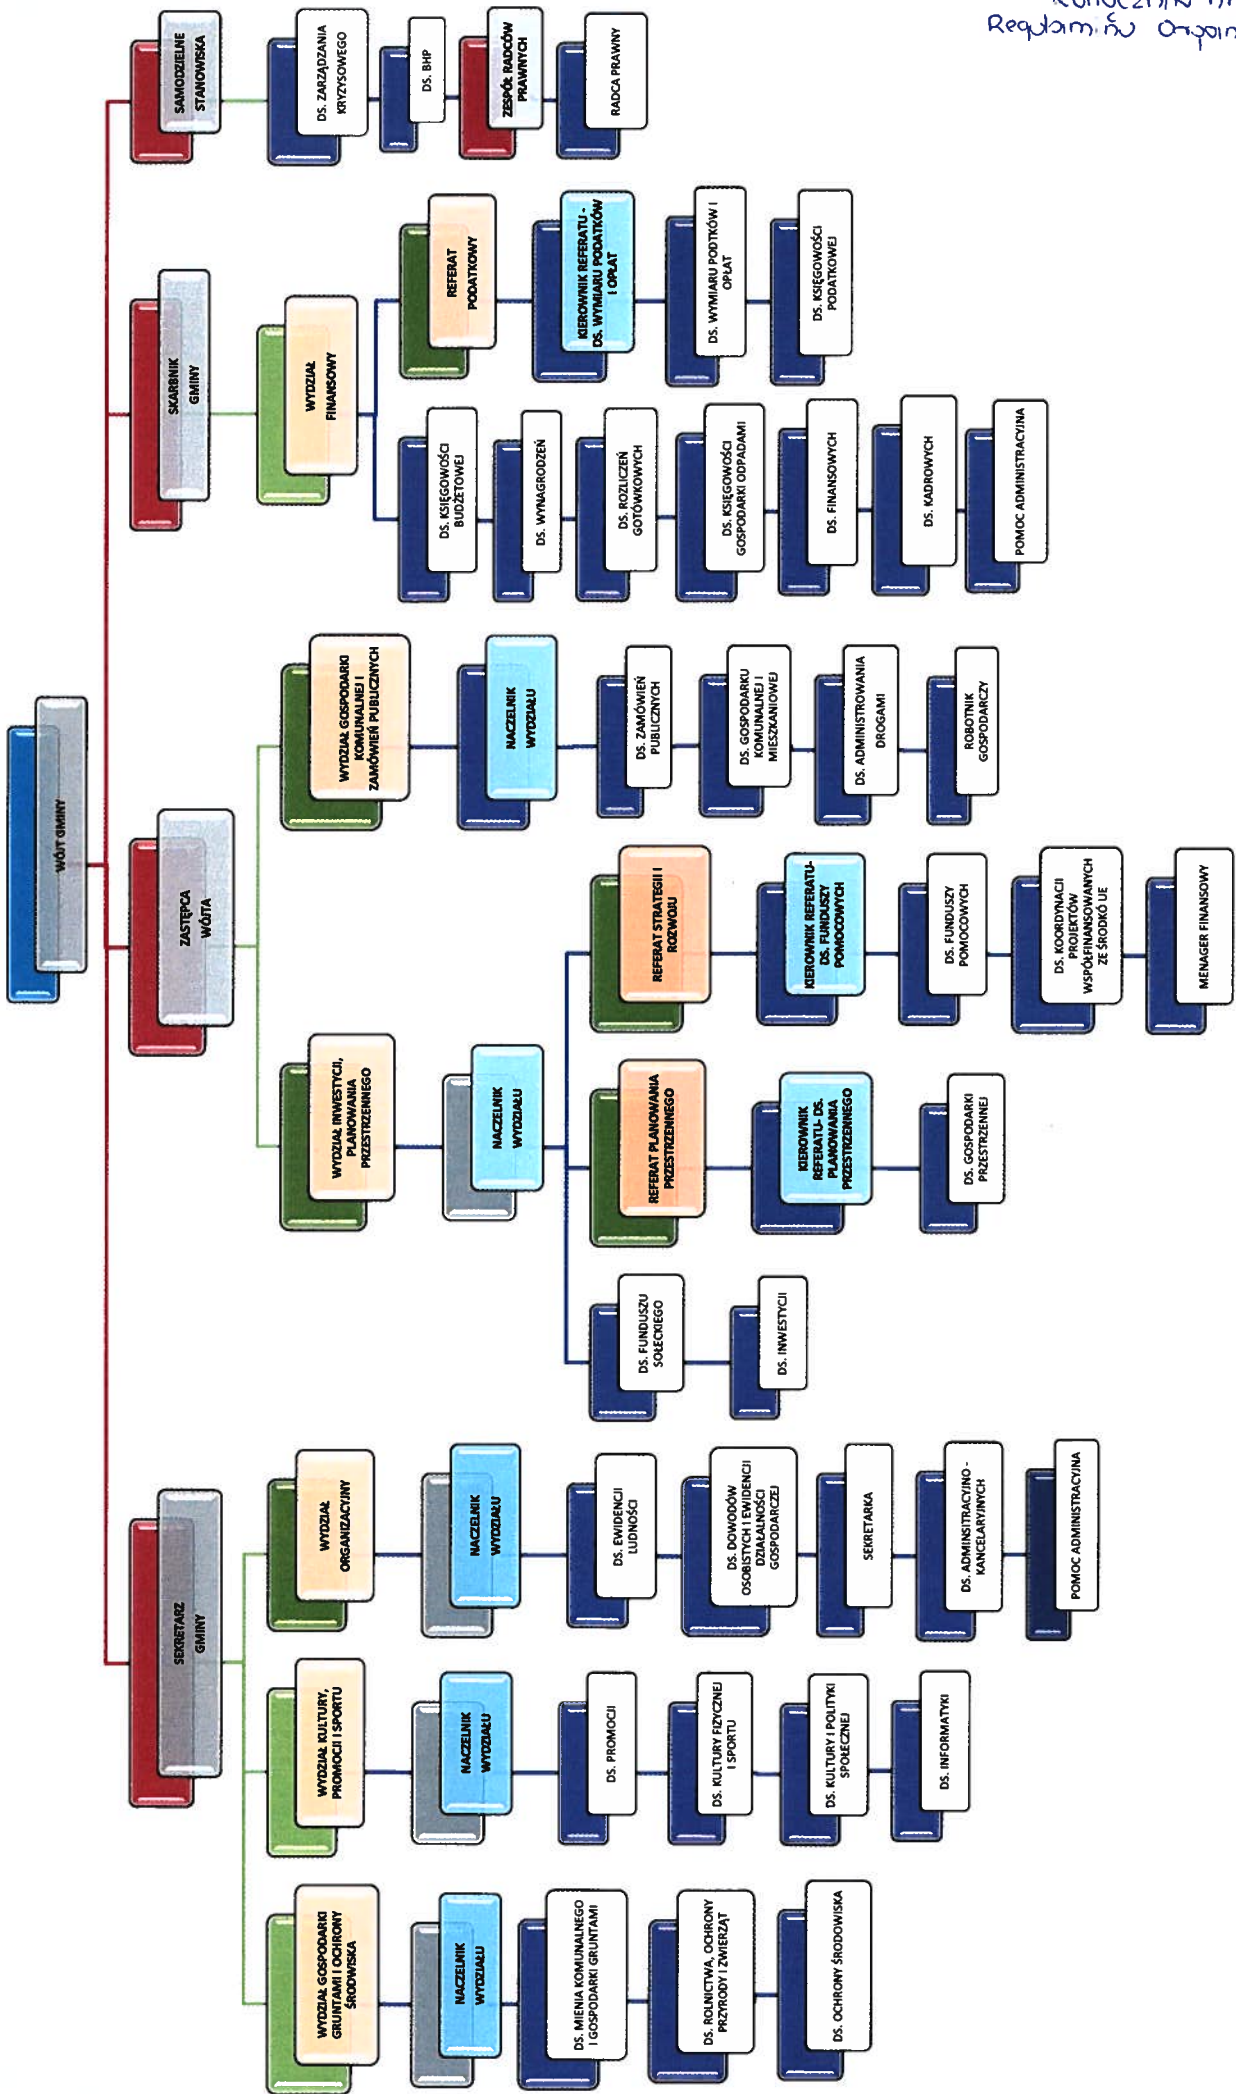 Regulaminu
WÓJT GMINY
SEKRETARZ
GMINY
WYDZIAŁ GOSPODARKI
GRUNTAMI I OCHRONY
ŚRODOWISKA
NACZELNIK
WYDZIAŁU
DS. MIENIA KOMUNALNEGO
I GOSPODARKI GRUNTAMI
DS. ROLNICTWA, OCHRONY
PRZYRODY I ZWIERZĄT
DS. OCHRONY ŚRODOWISKA
WYDZIAŁ KULTURY,
PROMOCJI I SPORTU
NACZELNIK
WYDZIAŁU
DS. PROMOCJI
DS. KULTURY FIZYCZNEJ
I SPORTU
DS. KULTURY I POLITYKI
SPOŁECZNEJ
DS. INFORMATYKI
WYDZIAŁ
ORGANIZACYJNY
NACZELNIK
WYDZIAŁU
DS. EWIDENCJI
LUDNOŚCI
DS. DOWODÓW
OSOBISTYCH I EWIDENCJI
DZIAŁALNOŚCI
GOSPODARCZEJ
SEKRETARKA
DS. ADMINSITRACYJNO -
KANCELARYJNYCH
POMOC ADMINISTRACYJNA
ZASTĘPCA
WÓJTA
WYDZIAŁ INWESTYCJI,
PLANOWANIA
PRZESTRZENNEGO
NACZELNIK
WYDZIAŁU
DS. FUNDUSZU
SOŁECKIEGO
DS. INWESTYCJI
REFERAT PLANOWANIA
PRZESTRZENNEGO
KIEROWNIK
REFERATU- DS.
PLANOWANIA
PRZESTRZENNEGO
DS. GOSPODARKI
PRZESTRZENNEJ
REFERAT STRATEGII I
ROZWOJU
KIEROWNIK REFERATU-
DS. FUNDUSZY
POMOCOWYCH
DS. FUNDUSZY
POMOCOWYCH
DS. KOORDYNACJI
PROJEKTÓW
WSPÓŁFINANSOWANYCH
ZE ŚRODKÓ UE
MENAGER FINANSOWY
WYDZIAŁ GOSPODARKI
KOMUNALNEJ I
ZAMÓWIEŃ PUBLICZNYCH
NACZELNIK
WYDZIAŁU
DS. ZAMÓWIEŃ
PUBLICZNYCH
DS. GOSPODARKU
KOMUNALNEJ I
MIESZKANIOWEJ
DS. ADMINISTROWANIA
DROGAMI
ROBOTNIK
GOSPODARCZY
SKARBNIK
GMINY
WYDZIAŁ
FINANSOWY
DS. KSIĘGOWOŚCI
BUDŻETOWEJ
DS. WYNAGRODZEŃ
DS. ROZLICZEŃ
GOTÓWKOWYCH
DS. KSIĘGOWOŚCI
GOSPODARKI ODPADAMI
DS. FINANSOWYCH
DS. KADROWYCH
POMOC ADMINISTRACYJNA
REFERAT
PODATKOWY
KIEROWNIK REFERATU -
DS. WYMIARU PODATKÓW
I OPŁAT
DS. WYMIARU PODTKÓW I
OPŁAT
DS. KSIĘGOWOŚCI
PODATKOWEJ
SAMODZIELNE
STANOWISKA
DS. ZARZĄDZANIA
KRYZYSOWEGO
DS. BHP
ZESPÓŁ RADCÓW
PRAWNYCH
RADCA PRAWNY